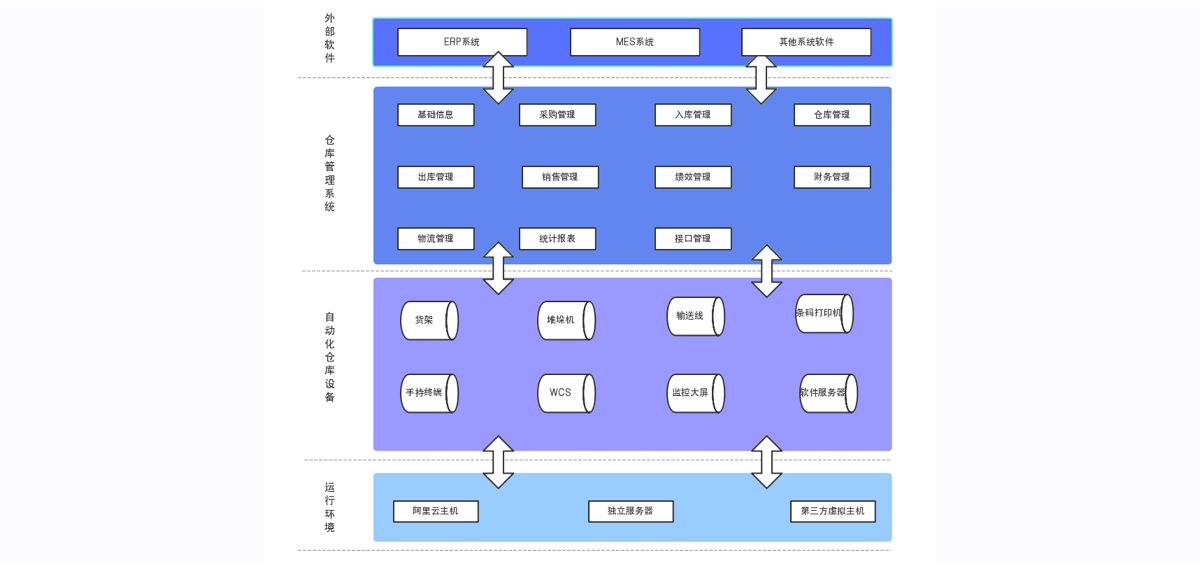 外部软件
ERP系统
MES系统
其他系统软件
仓库管理系统
基础信息
采购管理
入库管理
仓库管理
出库管理
销售管理
绩效管理
财务管理
物流管理
统计报表
接口管理
自动化仓库设备
货架
堆垛机
输送线
条码打印机
手持终端
WCS
监控大屏
软件服务器
运行环境
阿里云主机
独立服务器
第三方虚拟主机